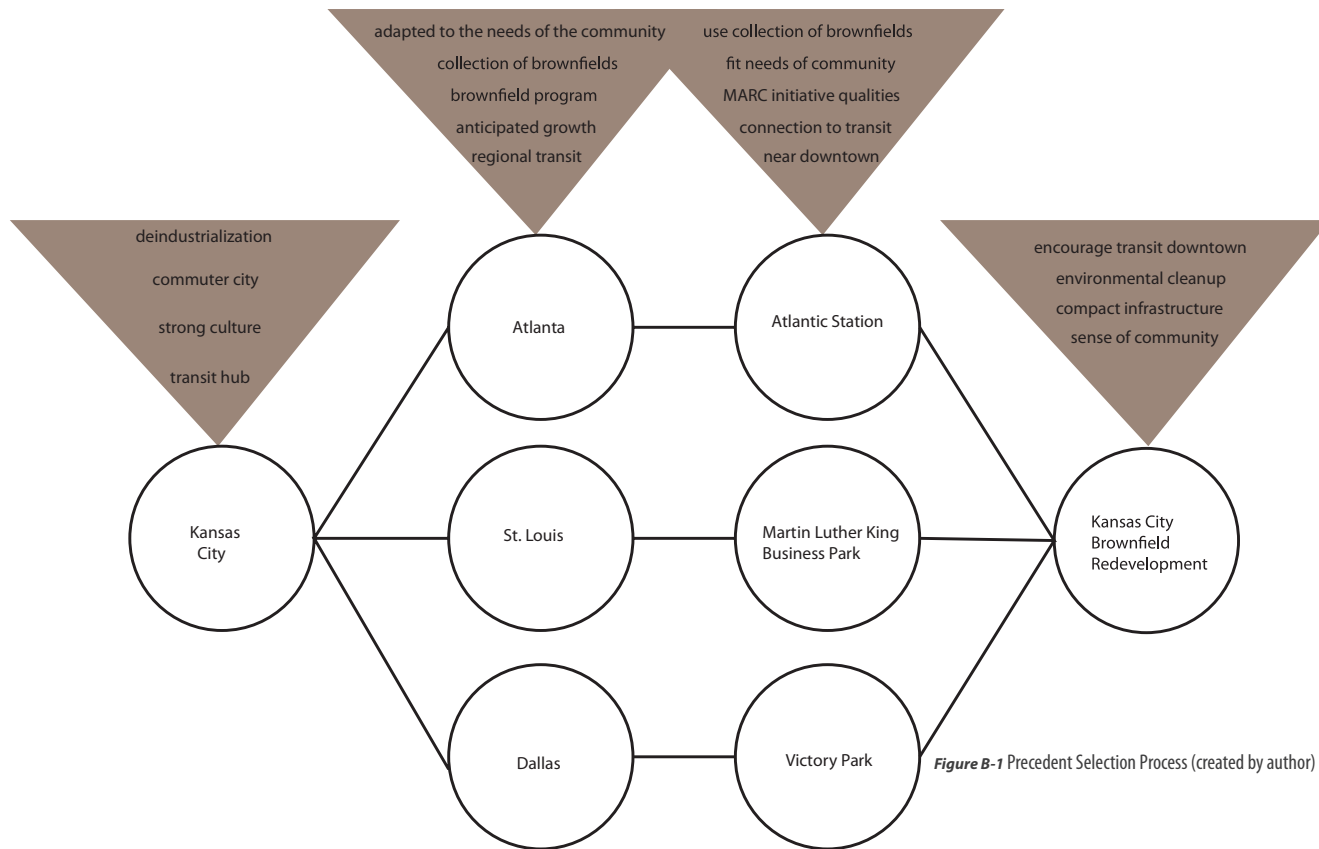 adapted to the needs of the community
collection of brownfields
brownfield program
anticipated growth
regional transit
use collection of brownfields
fit needs of community
MARC initiative qualities
connection to transit
near downtown
deindustrialization
commuter city
strong culture
transit hub
encourage transit downtown
environmental cleanup
compact infrastructure
sense of community
Atlanta
Atlantic Station
Kansas
City
St. Louis
Martin Luther King
Business Park
Kansas City
Brownfield
Redevelopment
Dallas
Victory Park
Figure B-1 Precedent Selection Process (created by author)